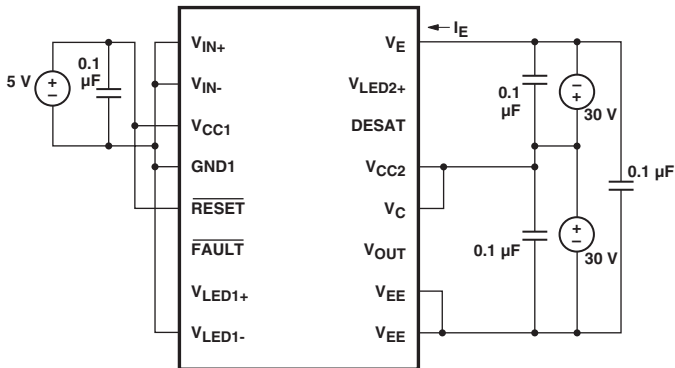 I_E
V_IN+
V_E
0.1
µF
V_IN-
V_LED2+
5 V
+
−
0.1
µF
−
+
30 V
V_CC1
DESAT
GND1
V_CC2
0.1 µF
RESET
V_C
FAULT
V_OUT
0.1 µF
+
−
30 V
V_LED1+
V_EE
V_LED1-
V_EE